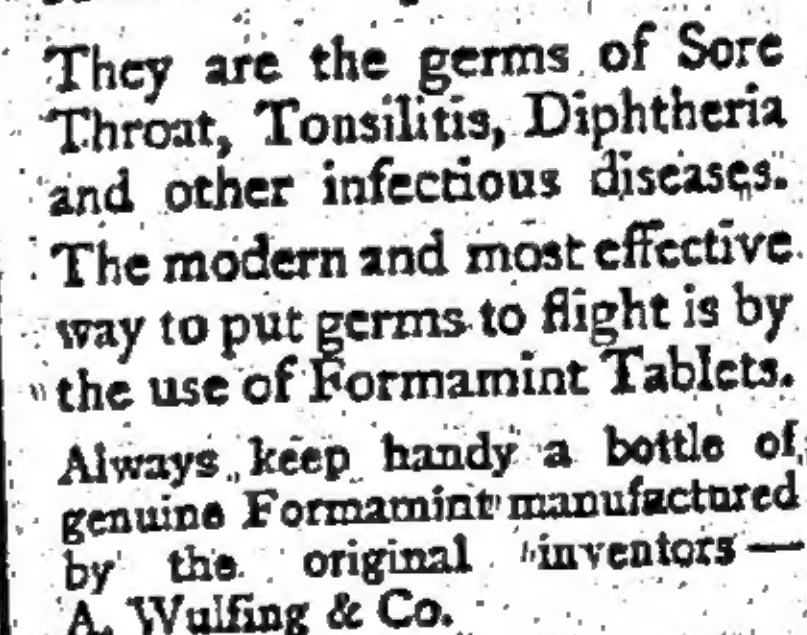 They are the germs of Sore
Throat, Tonsilitis, Diphtheria
and other infectious diseases.
The modern and most effective
way to put germs to flight is by
the use of Formamint Tablets.
Always keep handy a bottle of
genuine Formamint manufactured
by the original inventors—
A. Wulfing & Co.